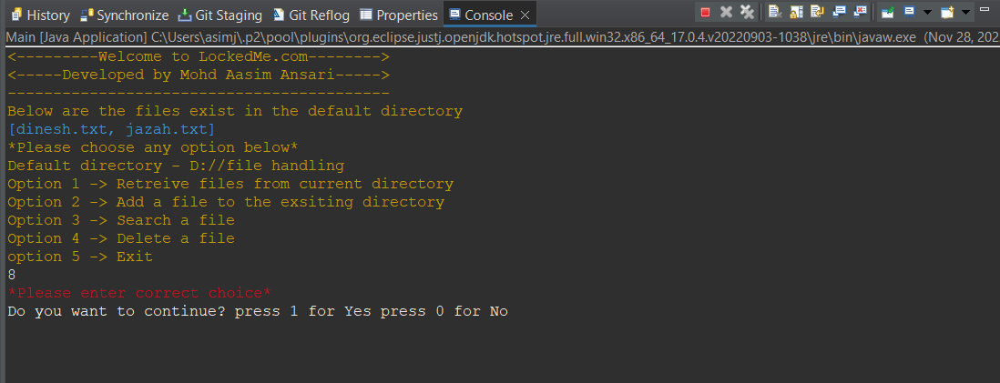 History Synchronize Git Staging Git Reflog Properties Console
Main [Java Application] C:\Users\asimj\.p2\pool\plugins\org.eclipse.justj.openjdk.hotspot.jre.full.win32.x86_64_17.0.4.v20220903-1038\jre\bin\javaw.exe (Nov 28, 202
<---------Welcome to LockedMe.com-------->
<-----Developed by Mohd Aasim Ansari----->
------------------------------------------
Below are the files exist in the default directory
[dinesh.txt, jazah.txt]
*Please choose any option below*
Default directory - D://file handling
Option 1 -> Retreive files from current directory
Option 2 -> Add a file to the exsiting directory
Option 3 -> Search a file
Option 4 -> Delete a file
option 5 -> Exit
8
*Please enter correct choice*
Do you want to continue? press 1 for Yes press 0 for No